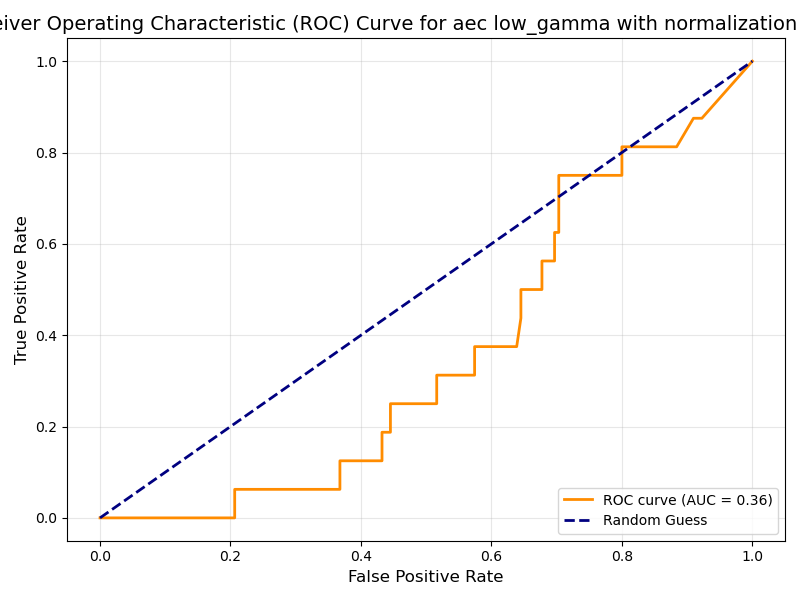 eiver Operating Characteristic (ROC) Curve for aec low_gamma with normalization
1.0
0.8
0.6
0.4
0.2
0.0
True Positive Rate
0.0 0.2 0.4 0.6 0.8 1.0
False Positive Rate
ROC curve (AUC = 0.36)
Random Guess